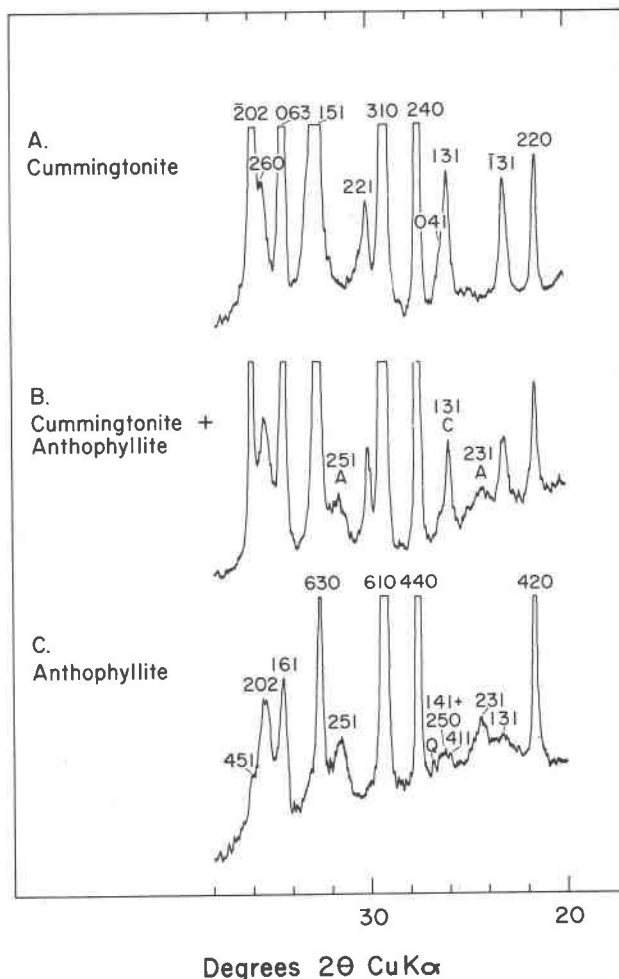 A.
Cummingtonite
2̄02
063
151
310
240
260
221
131
041
1̄31
220
B.
Cummingtonite +
Anthophyllite
251
A
131
C
231
A
C.
Anthophyllite
630
610
440
420
202
161
451
251
141+
250
Q
411
231
131
30
20
Degrees 2θ CuKα